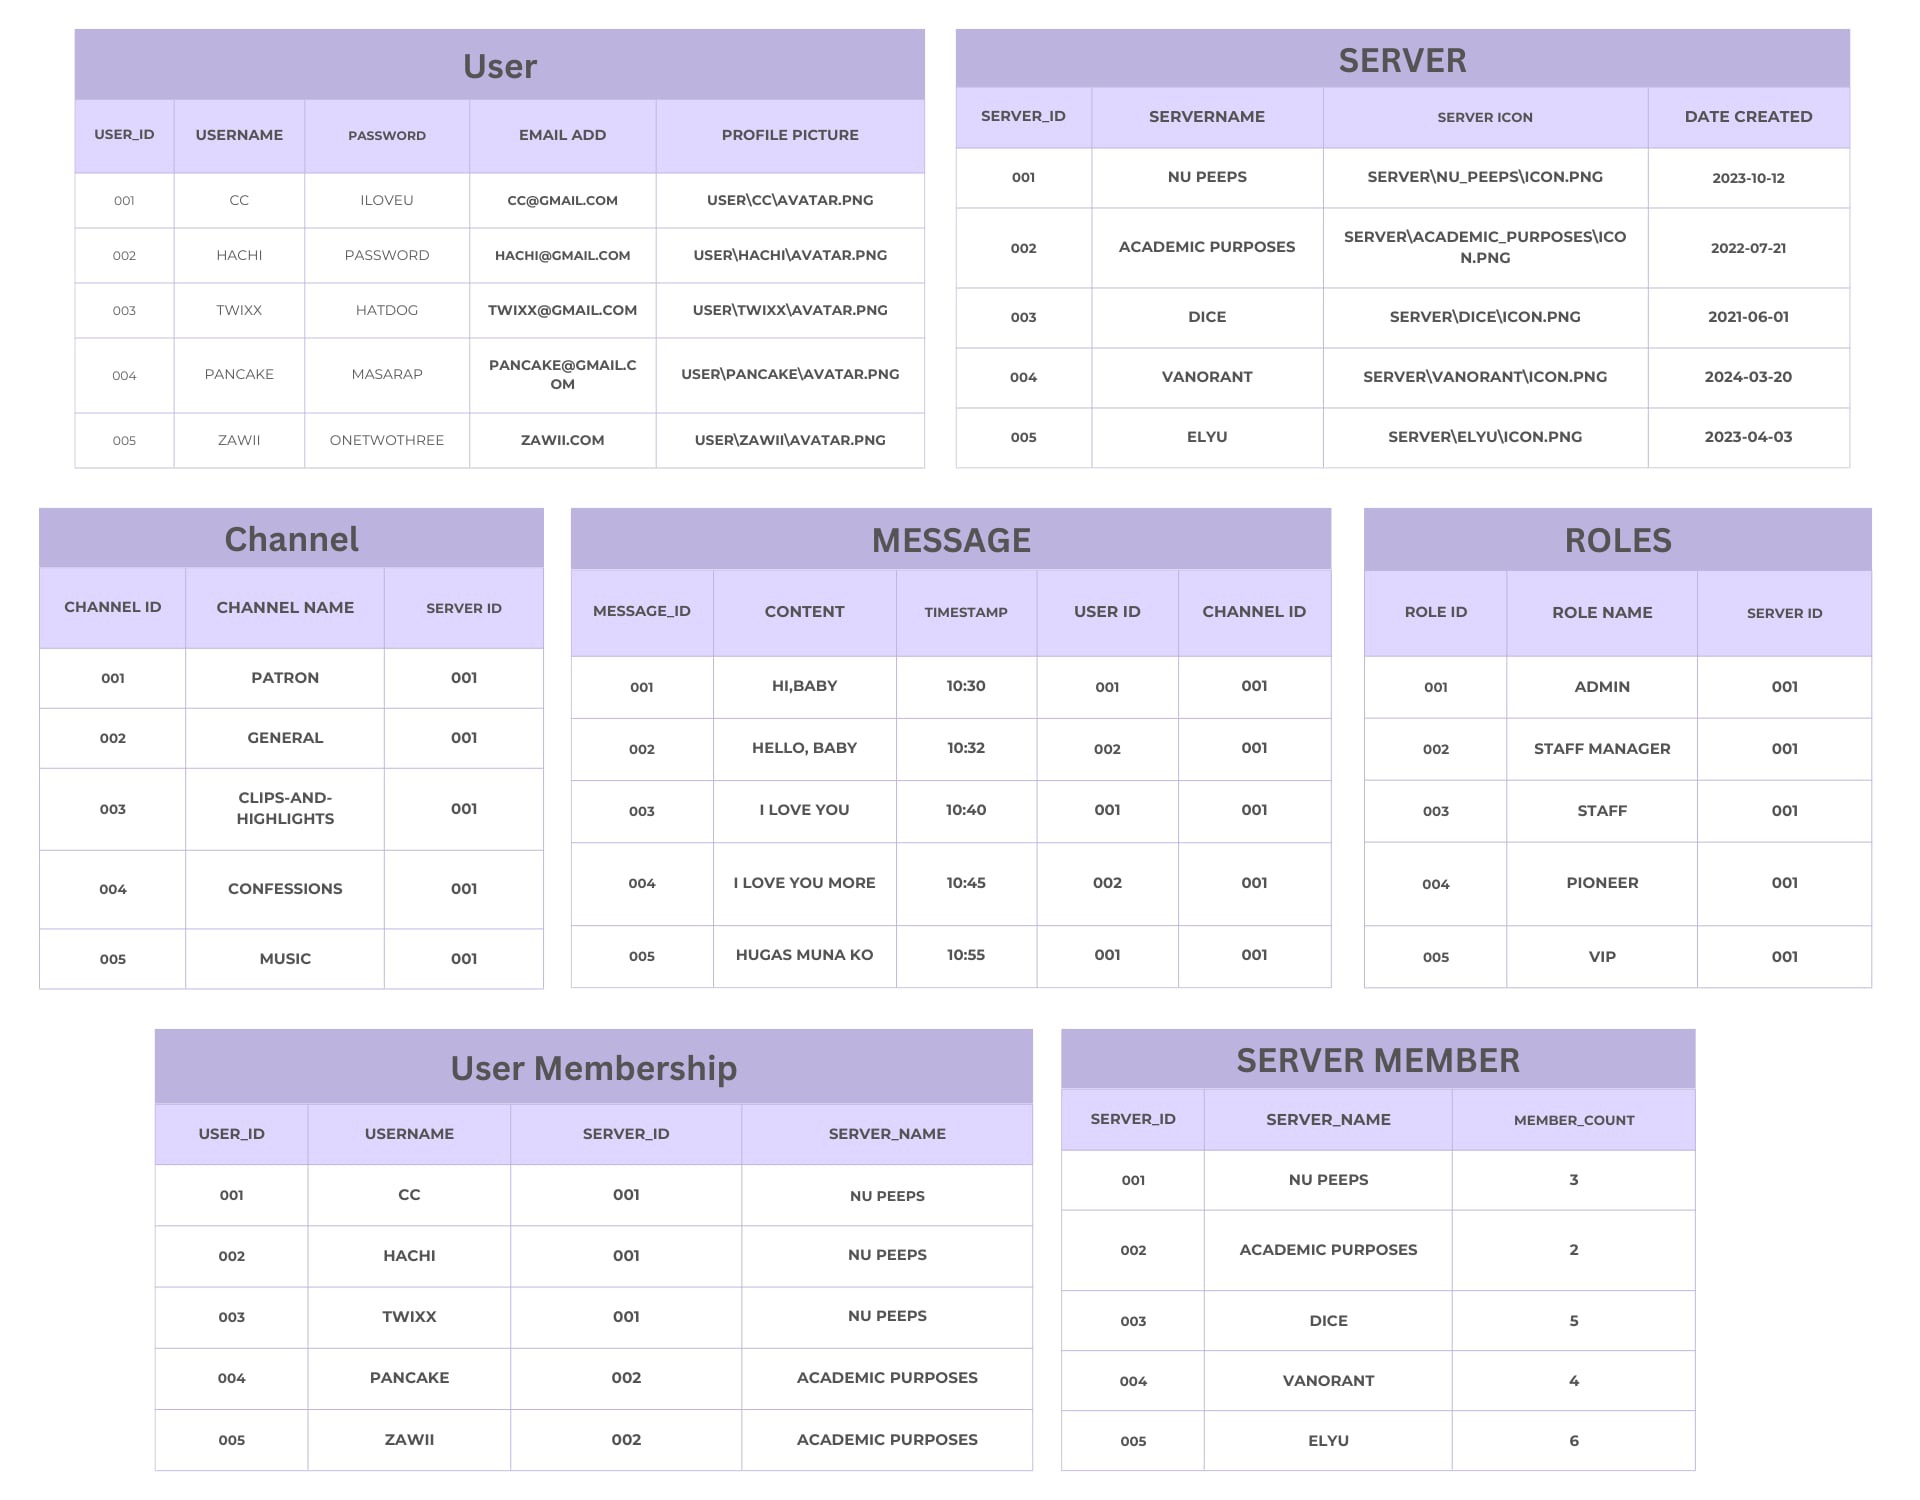 User
USER_ID USERNAME PASSWORD EMAIL ADD PROFILE PICTURE
001 CC ILOVEU CC@GMAIL.COM USER\CC\AVATAR.PNG
002 HACHI PASSWORD HACHI@GMAIL.COM USER\HACHI\AVATAR.PNG
003 TWIXX HATDOG TWIXX@GMAIL.COM USER\TWIXX\AVATAR.PNG
004 PANCAKE MASARAP PANCAKE@GMAIL.C
OM USER\PANCAKE\AVATAR.PNG
005 ZAWII ONETWOTHREE ZAWII.COM USER\ZAWII\AVATAR.PNG
SERVER
SERVER_ID SERVERNAME SERVER ICON DATE CREATED
001 NU PEEPS SERVER\NU_PEEPS\ICON.PNG 2023-10-12
002 ACADEMIC PURPOSES SERVER\ACADEMIC_PURPOSES\ICO
N.PNG 2022-07-21
003 DICE SERVER\DICE\ICON.PNG 2021-06-01
004 VANORANT SERVER\VANORANT\ICON.PNG 2024-03-20
005 ELYU SERVER\ELYU\ICON.PNG 2023-04-03
Channel
CHANNEL ID CHANNEL NAME SERVER ID
001 PATRON 001
002 GENERAL 001
003 CLIPS-AND-
HIGHLIGHTS 001
004 CONFESSIONS 001
005 MUSIC 001
MESSAGE
MESSAGE_ID CONTENT TIMESTAMP USER ID CHANNEL ID
001 HI,BABY 10:30 001 001
002 HELLO, BABY 10:32 002 001
003 I LOVE YOU 10:40 001 001
004 I LOVE YOU MORE 10:45 002 001
005 HUGAS MUNA KO 10:55 001 001
ROLES
ROLE ID ROLE NAME SERVER ID
001 ADMIN 001
002 STAFF MANAGER 001
003 STAFF 001
004 PIONEER 001
005 VIP 001
User Membership
USER_ID USERNAME SERVER_ID SERVER_NAME
001 CC 001 NU PEEPS
002 HACHI 001 NU PEEPS
003 TWIXX 001 NU PEEPS
004 PANCAKE 002 ACADEMIC PURPOSES
005 ZAWII 002 ACADEMIC PURPOSES
SERVER MEMBER
SERVER_ID SERVER_NAME MEMBER_COUNT
001 NU PEEPS 3
002 ACADEMIC PURPOSES 2
003 DICE 5
004 VANORANT 4
005 ELYU 6